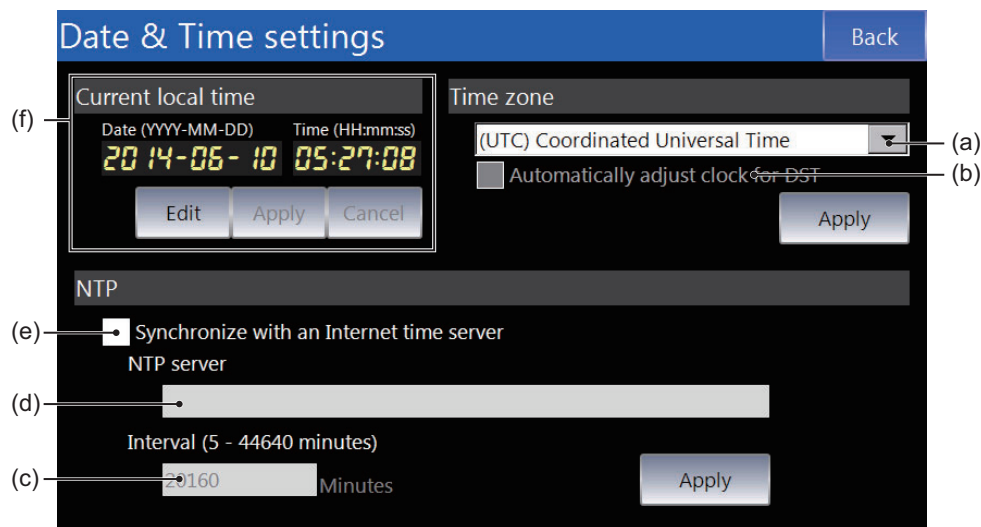 Date & Time settings
Back
Current local time
Time zone
(f)
Date (YYYY-MM-DD) Time (HH:mm:ss)
(UTC) Coordinated Universal Time
(a)
2014-06-10 05:27:08
Automatically adjust clock for DST
(b)
Edit Apply Cancel
Apply
NTP
(e)
Synchronize with an Internet time server
NTP server
(d)
Interval (5 - 44640 minutes)
(c)
20160 Minutes
Apply